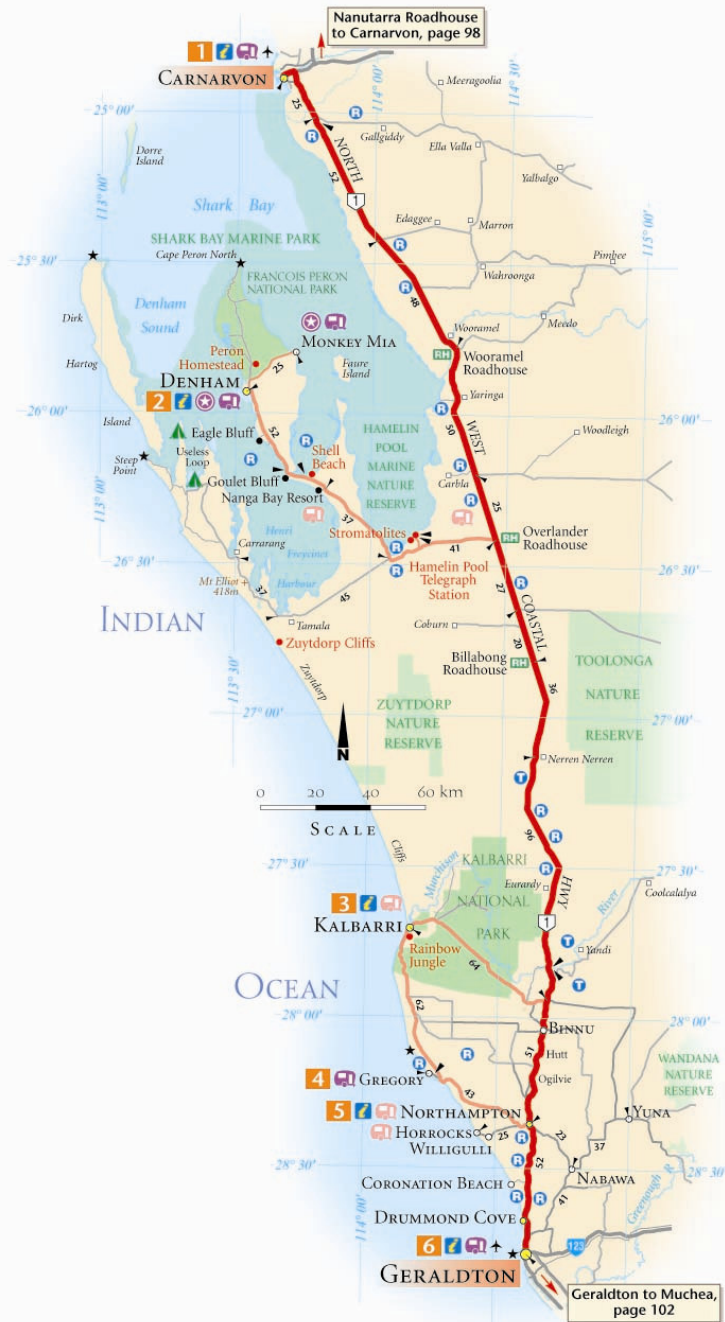 Nanutarra Roadhouse
to Carnarvon, page 98
1
CARNARVON
114° 00'
114° 30'
25° 00'
25
Meeragoolia
R
Gallgiddy
Ella Valla
Yalbalgo
NORTH
52
1
Dorre
Island
113° 00'
Shark Bay
SHARK BAY MARINE PARK
Edaggee
Marron
115° 00'
25° 30'
Cape Peron North
FRANCOIS PERON
NATIONAL PARK
R
48
Wahroonga
Pimbee
Denham
Sound
Dirk
Hartog
Island
MONKEY MIA
Peron
Homestead
25
Faure
Island
Wooramel
Meedo
RH
Wooramel
Roadhouse
DENHAM
2
26° 00'
Yaringa
R
WEST
50
52
Eagle Bluff
Useless
Loop
Steep
Point
Shell
Beach
HAMELIN
POOL
MARINE
NATURE
RESERVE
Woodleigh
Carbla
25
Goulet Bluff
Nanga Bay Resort
37
Stromatolites
41
RH
Overlander
Roadhouse
113° 00'
Henri
Freycinet
Harbour
Carrarang
26° 30'
Hamelin Pool
Telegraph
Station
27
Mt Elliot +
418m
37
45
INDIAN
Tamala
Zuytdorp Cliffs
Coburn
COASTAL
20
Billabong
Roadhouse
RH
36
TOOLONGA
NATURE
RESERVE
113° 30'
Zuytdorp
27° 00'
ZUYTDORP
NATURE
RESERVE
N
Nerren Nerren
T
0 20 40 60 km
SCALE
R
96
Cliffs
27° 30'
Murchison
KALBARRI
NATIONAL
PARK
Eurardy
HWY
River
Coolcalalya
3
KALBARRI
Rainbow
Jungle
1
T
Yandi
64
OCEAN
62
28° 00'
BINNU
51
Hutt
Ogilvie
WANDANA
NATURE
RESERVE
4
GREGORY
43
5
NORTHAMPTON
YUNA
HORROCKS
WILLIGULLI
25
23
37
52
NABAWA
28° 30'
CORONATION BEACH
41
Greenough R
114° 00'
DRUMMOND COVE
6
123
GERALDTON
Geraldton to Muchea,
page 102